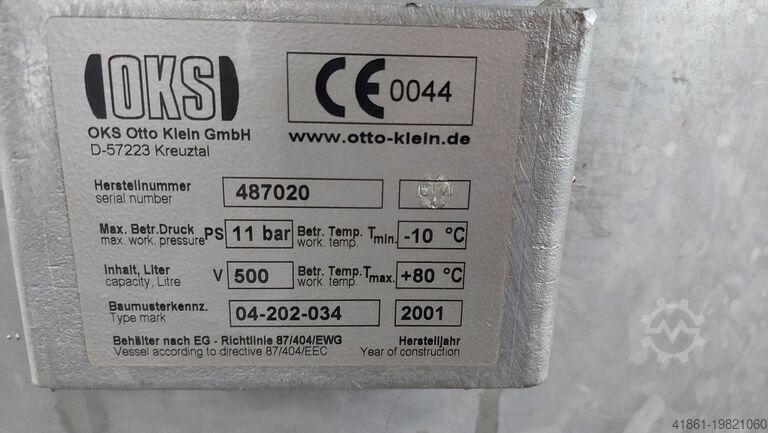 OKS
CE 0044
OKS Otto Klein GmbH
D-57223 Kreuztal
www.otto-klein.de
Herstellnummer
serial number
487020
Max. Betr.Druck
max. work. pressure
PS
11 bar
Betr. Temp. T min.
work. temp.
-10 °C
Inhalt, Liter
capacity, Litre
V
500
Betr. Temp. T max.
work. temp.
+80 °C
Baumusterkennz.
Type mark
04-202-034
2001
Behälter nach EG - Richtlinie 87/404/EWG
Vessel according to directive 87/404/EEC
Herstelljahr
Year of construction
41861-19821060